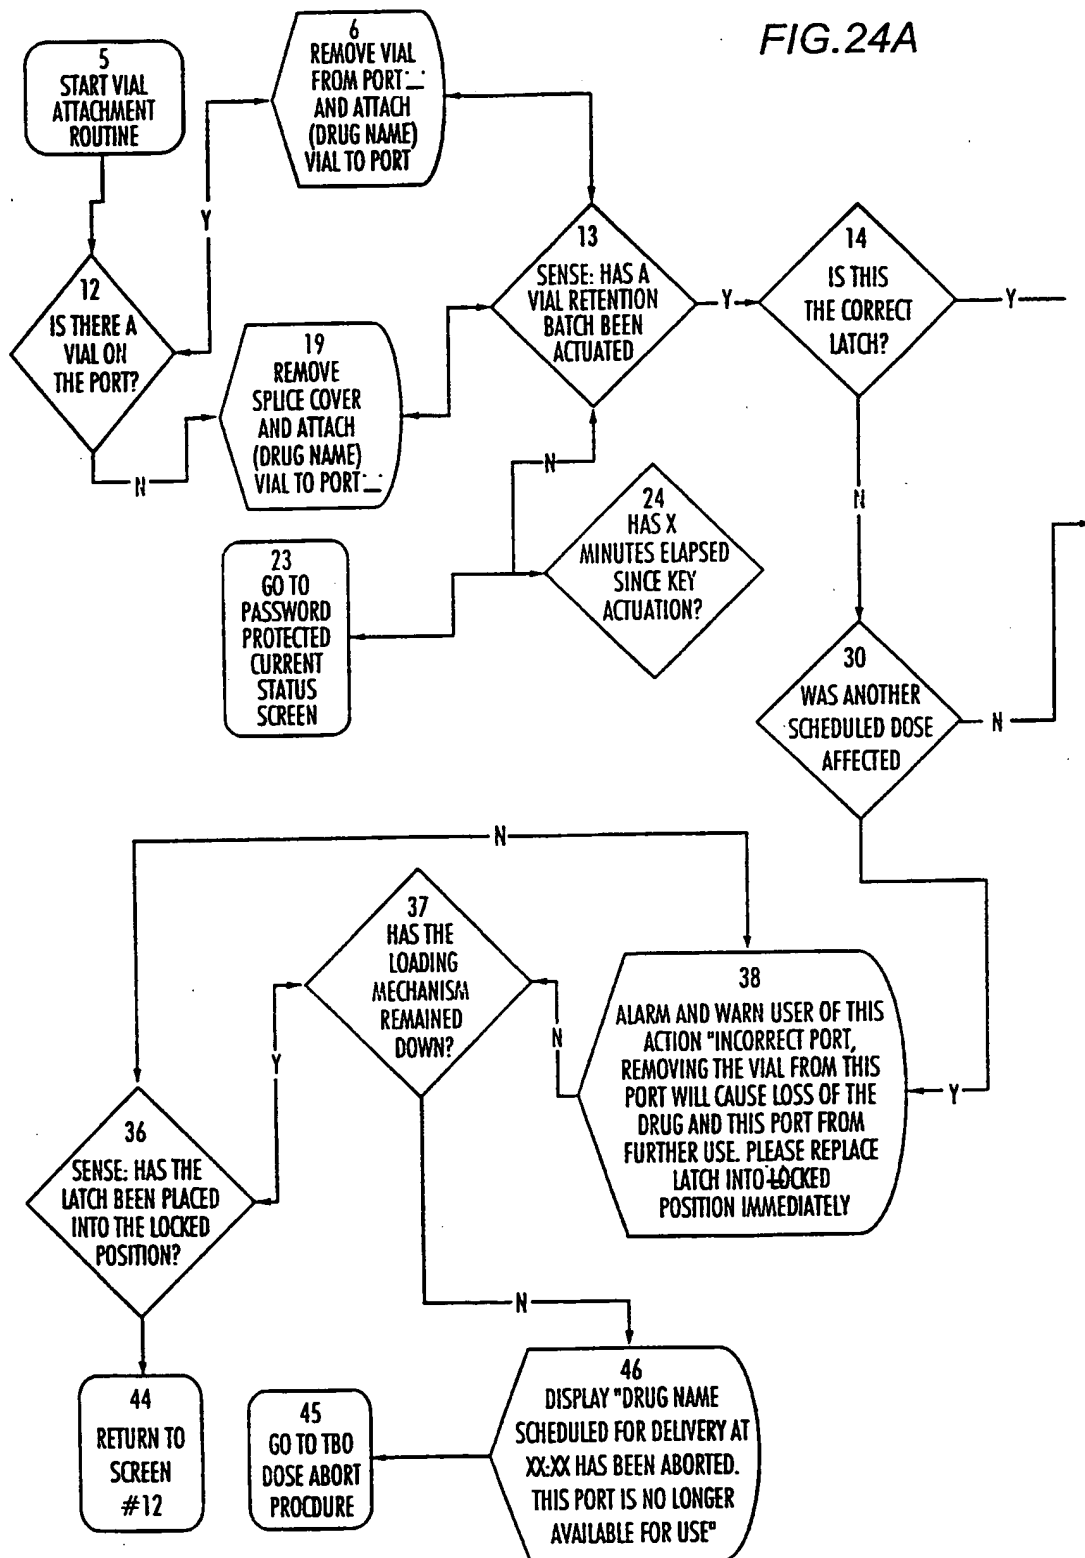 FIG.24A
5
START VIAL
ATTACHMENT
ROUTINE
6
REMOVE VIAL
FROM PORT:_:
AND ATTACH
(DRUG NAME)
VIAL TO PORT
Y
12
IS THERE A
VIAL ON
THE PORT?
N
19
REMOVE
SPLICE COVER
AND ATTACH
(DRUG NAME)
VIAL TO PORT:_:
13
SENSE: HAS A
VIAL RETENTION
BATCH BEEN
ACTUATED
Y
14
IS THIS
THE CORRECT
LATCH?
Y
N
N
24
HAS X
MINUTES ELAPSED
SINCE KEY
ACTUATION?
23
GO TO
PASSWORD
PROTECTED
CURRENT
STATUS
SCREEN
30
WAS ANOTHER
SCHEDULED DOSE
AFFECTED
N
Y
N
37
HAS THE
LOADING
MECHANISM
REMAINED
DOWN?
N
Y
38
ALARM AND WARN USER OF THIS
ACTION "INCORRECT PORT,
REMOVING THE VIAL FROM THIS
PORT WILL CAUSE LOSS OF THE
DRUG AND THIS PORT FROM
FURTHER USE. PLEASE REPLACE
LATCH INTO LOCKED
POSITION IMMEDIATELY
36
SENSE: HAS THE
LATCH BEEN PLACED
INTO THE LOCKED
POSITION?
N
44
RETURN TO
SCREEN
#12
45
GO TO TBO
DOSE ABORT
PROCDURE
46
DISPLAY "DRUG NAME
SCHEDULED FOR DELIVERY AT
XX:XX HAS BEEN ABORTED.
THIS PORT IS NO LONGER
AVAILABLE FOR USE"